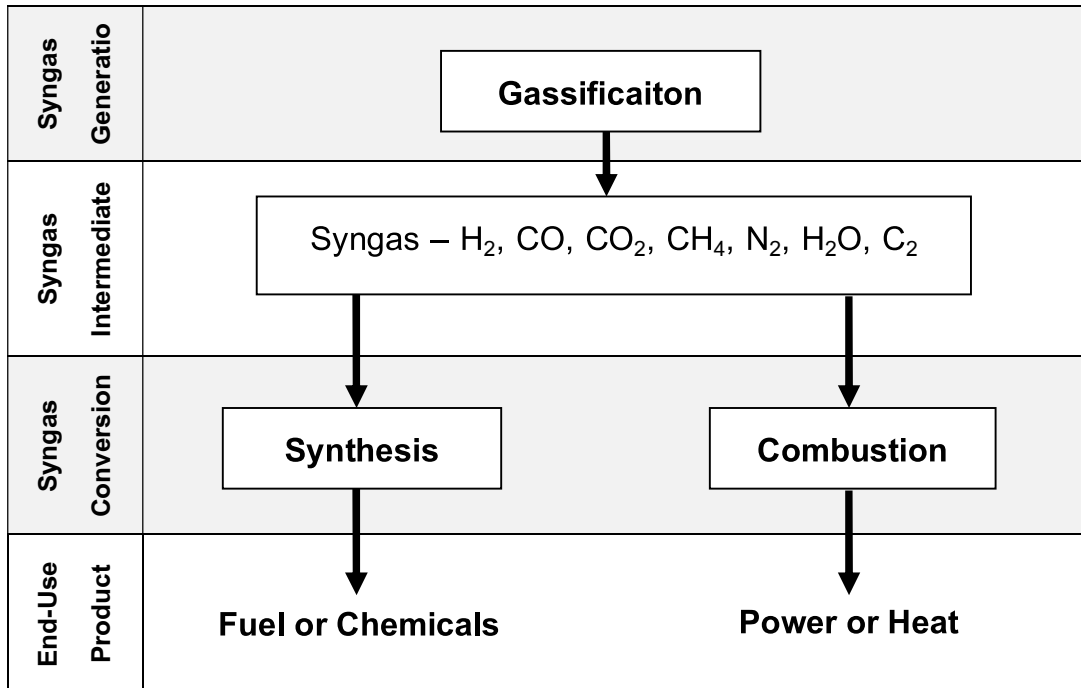 Syngas
Generatio
Gassificaiton
Syngas
Intermediate
Syngas – H₂, CO, CO₂, CH₄, N₂, H₂O, C₂
Syngas
Conversion
Synthesis
Combustion
End-Use
Product
Fuel or Chemicals
Power or Heat